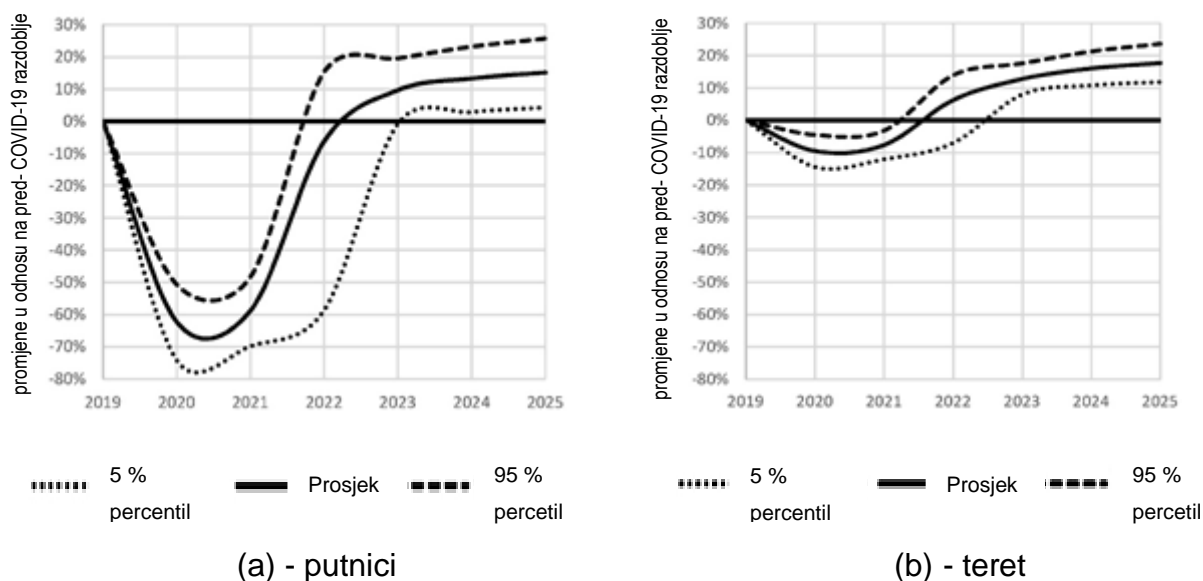 promjene u odnosu na pred- COVID-19 razdoblje
30%
20%
10%
0%
-10%
-20%
-30%
-40%
-50%
-60%
-70%
-80%
2019 2020 2021 2022 2023 2024 2025
5 % Prosjek 95 %
percentil percetil
(a) - putnici
promjene u odnosu na pred- COVID-19 razdoblje
30%
20%
10%
0%
-10%
-20%
-30%
-40%
-50%
-60%
-70%
-80%
2019 2020 2021 2022 2023 2024 2025
5 % Prosjek 95 %
percentil percetil
(b) - teret